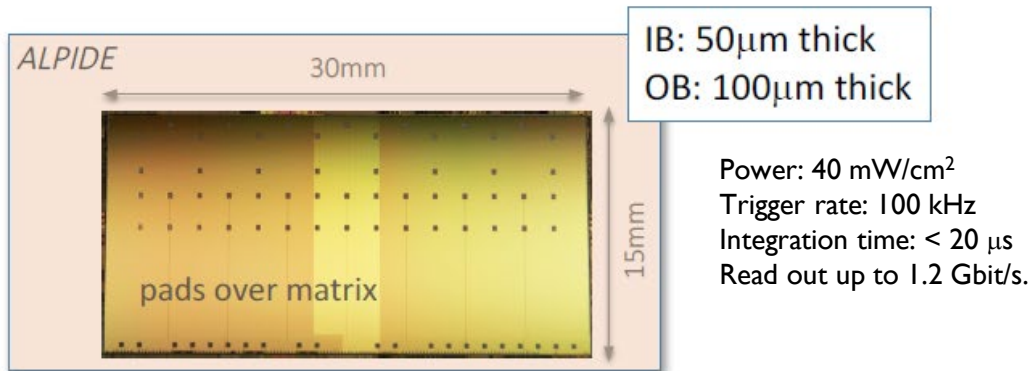 ALPIDE
30mm
IB: 50μm thick
OB: 100μm thick
15mm
pads over matrix
Power: 40 mW/cm²
Trigger rate: 100 kHz
Integration time: < 20 μs
Read out up to 1.2 Gbit/s.